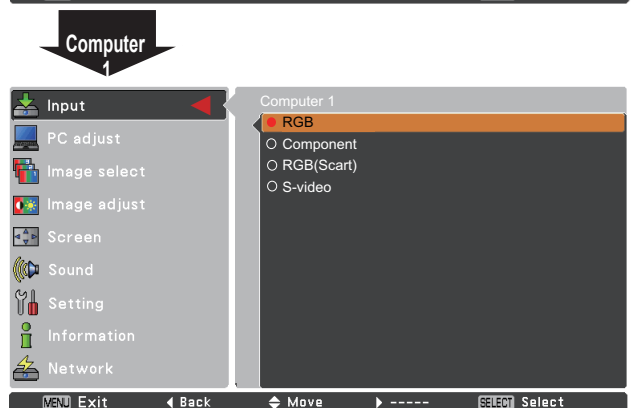 Computer
1
Input
PC adjust
Image select
Image adjust
Screen
Sound
Setting
Information
Network
Computer 1
RGB
Component
RGB(Scart)
S-video
MENU Exit Back Move ----- SELECT Select